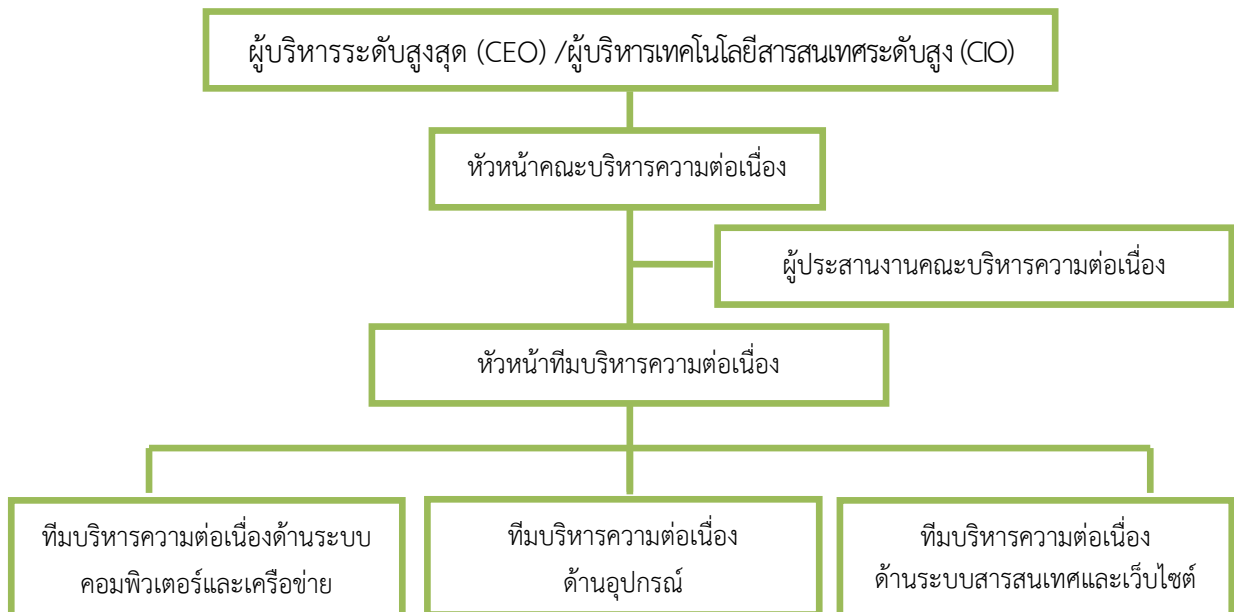 ผู้บริหารระดับสูงสุด (CEO) /ผู้บริหารเทคโนโลยีสารสนเทศระดับสูง (CIO)
หัวหน้าคณะบริหารความต่อเนื่อง
ผู้ประสานงานคณะบริหารความต่อเนื่อง
หัวหน้าทีมบริหารความต่อเนื่อง
ทีมบริหารความต่อเนื่องด้านระบบ
คอมพิวเตอร์และเครือข่าย
ทีมบริหารความต่อเนื่อง
ด้านอุปกรณ์
ทีมบริหารความต่อเนื่อง
ด้านระบบสารสนเทศและเว็บไซต์